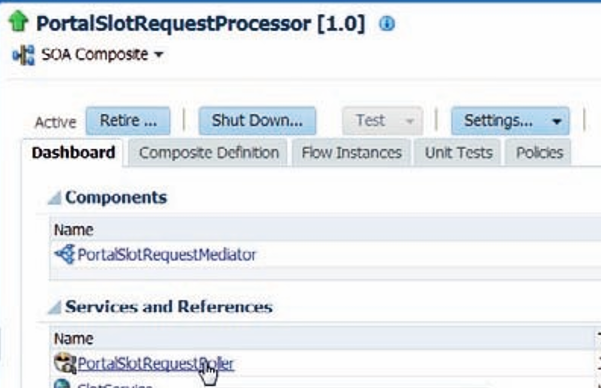 PortalSlotRequestProcessor [1.0]
SOA Composite
Active Retire ... Shut Down... Test Settings...
Dashboard Composite Definition Flow Instances Unit Tests Policies
Components
Name
PortalSlotRequestMediator
Services and References
Name
PortalSlotRequestPoller
SlotService